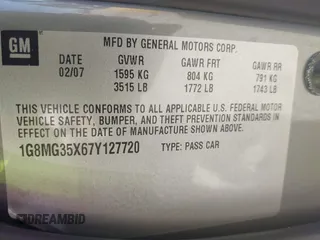 GM
MFD BY GENERAL MOTORS CORP.
DATE GVWR GAWR FRT GAWR RR
02/07 1595 KG 804 KG 791 KG
3515 LB 1772 LB 1743 LB
THIS VEHICLE CONFORMS TO ALL APPLICABLE U.S. FEDERAL MOTOR
VEHICLE SAFETY, BUMPER, AND THEFT PREVENTION STANDARDS IN
EFFECT ON THE DATE OF MANUFACTURE SHOWN ABOVE.
1G8MG35X67Y127720 TYPE: PASS CAR
DREAMBID